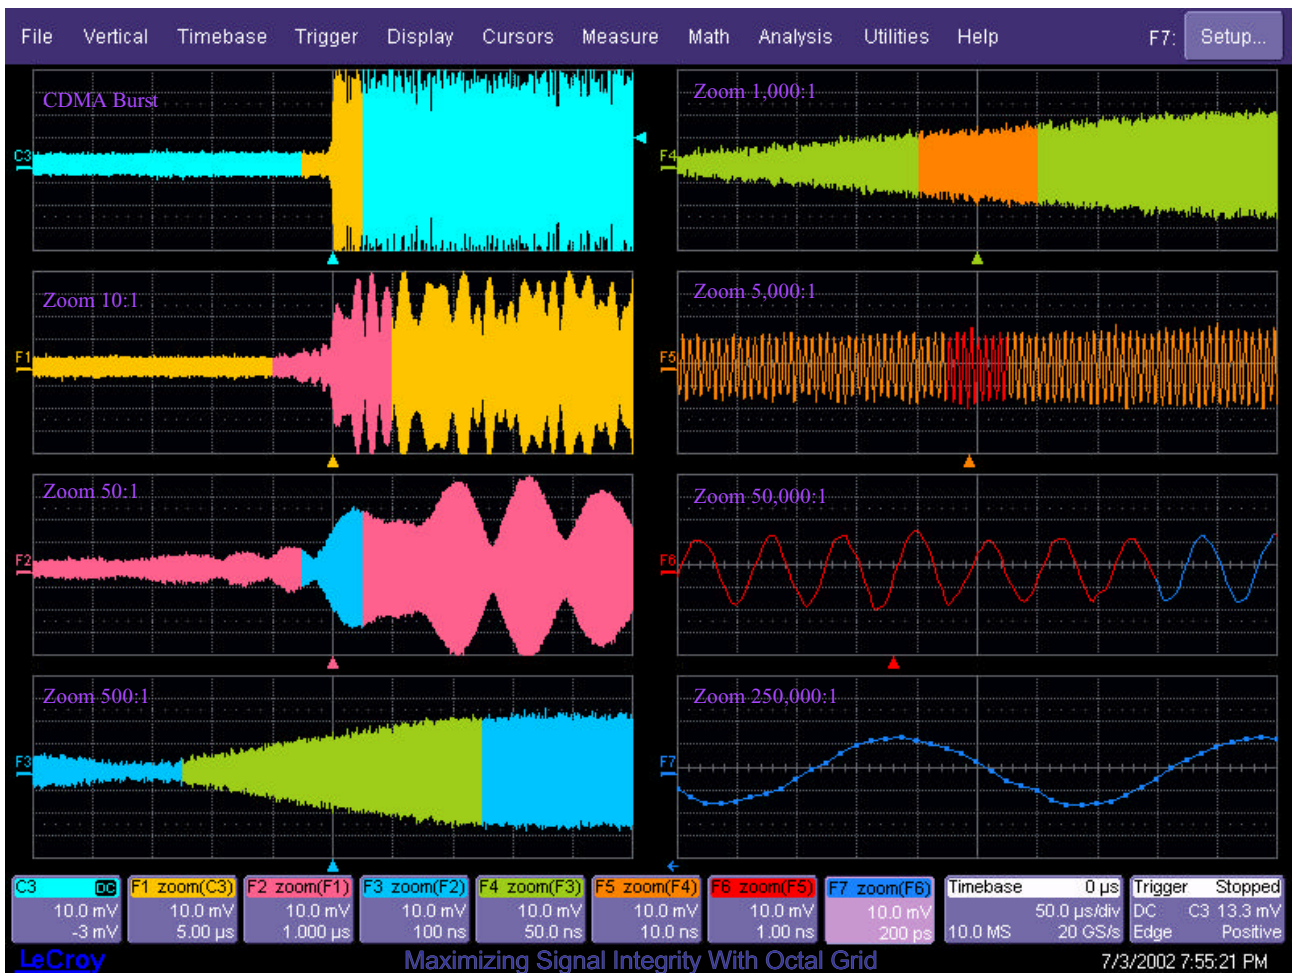 File Vertical Timebase Trigger Display Cursors Measure Math Analysis Utilities Help F7: Setup...
CDMA Burst
C3
Zoom 10:1
F1
Zoom 50:1
F2
Zoom 500:1
F3
Zoom 1,000:1
F4
Zoom 5,000:1
F5
Zoom 50,000:1
F6
Zoom 250,000:1
F7
C3 DC
10.0 mV
-3 mV
F1 zoom(C3)
10.0 mV
5.00 µs
F2 zoom(F1)
10.0 mV
1.000 µs
F3 zoom(F2)
10.0 mV
100 ns
F4 zoom(F3)
10.0 mV
50.0 ns
F5 zoom(F4)
10.0 mV
10.0 ns
F6 zoom(F5)
10.0 mV
1.00 ns
F7 zoom(F6)
10.0 mV
200 ps
Timebase 0 µs
50.0 µs/div
10.0 MS 20 GS/s
Trigger Stopped
DC C3 13.3 mV
Edge Positive
LeCroy
Maximizing Signal Integrity With Octal Grid
7/3/2002 7:55:21 PM